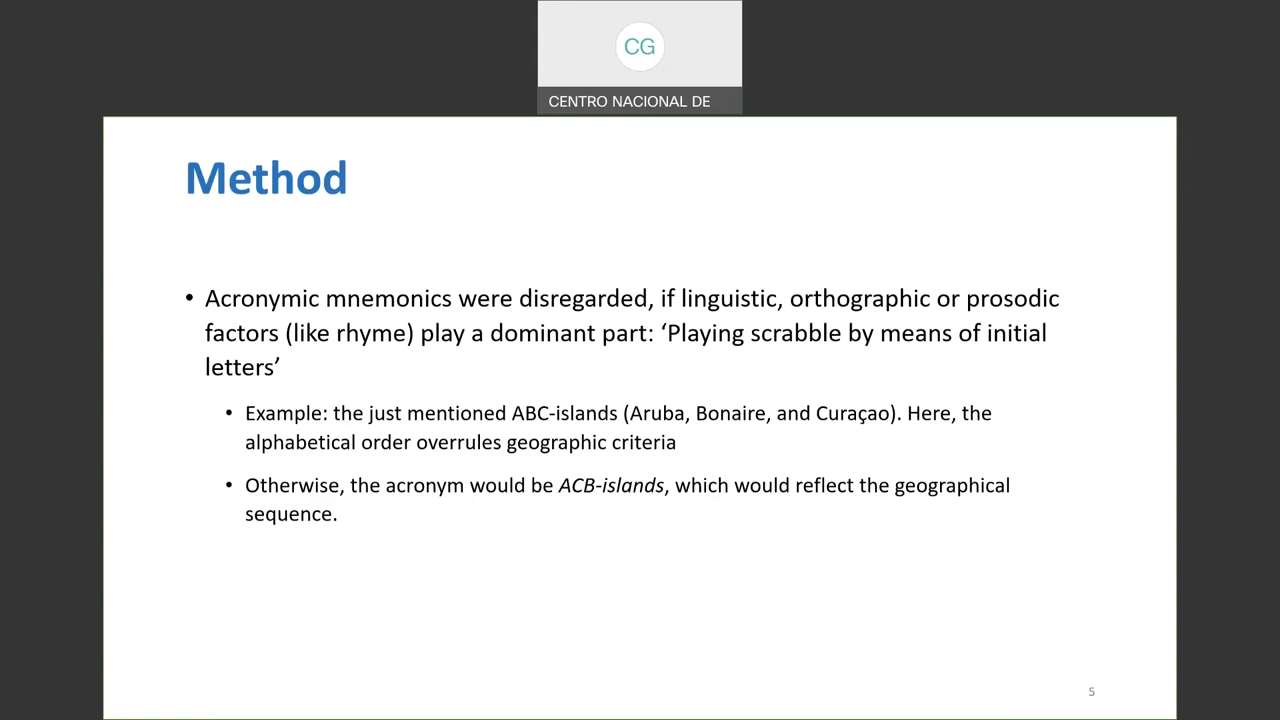 CG
CENTRO NACIONAL DE
Method
• Acronymic mnemonics were disregarded, if linguistic, orthographic or prosodic
factors (like rhyme) play a dominant part: ‘Playing scrabble by means of initial
letters’
• Example: the just mentioned ABC-islands (Aruba, Bonaire, and Curaçao). Here, the
alphabetical order overrules geographic criteria
• Otherwise, the acronym would be ACB-islands, which would reflect the geographical
sequence.
5